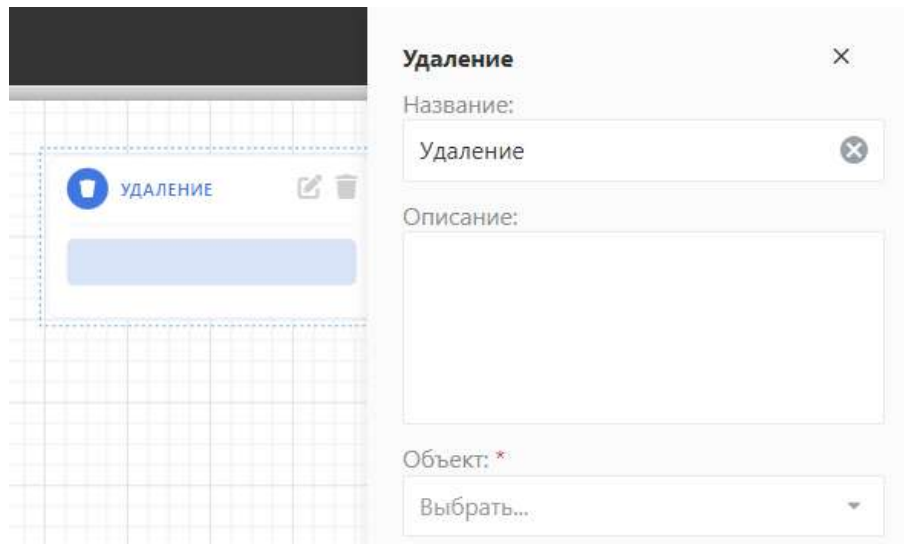 УДАЛЕНИЕ
Удаление
Название:
Удаление
Описание:
Объект: *
Выбрать...